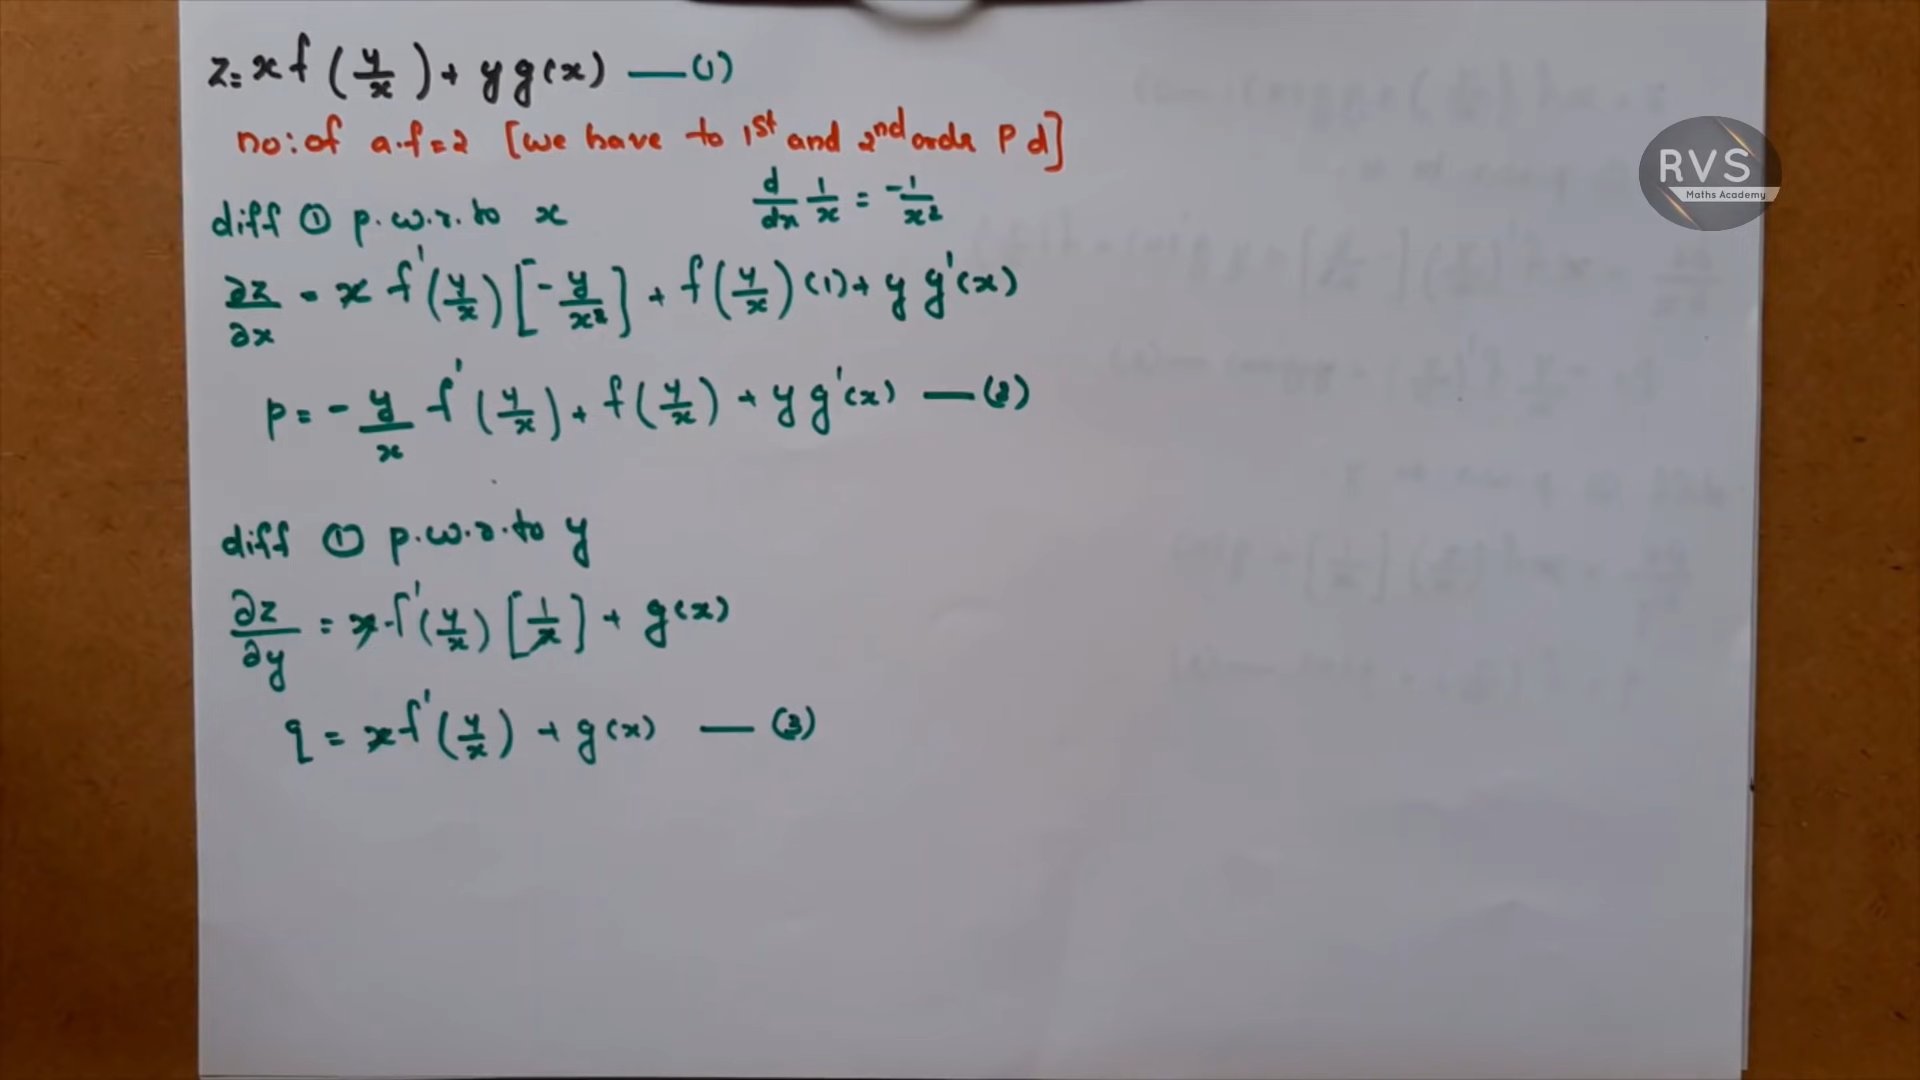 z = x f (y/x) + y g(x) — (1)
no: of a.f = 2 [we have to 1st and 2nd orde P d]
diff ① p.w.r. to x
d/dx 1/x = -1/x²
∂z/∂x = x f'(y/x) [-y/x²] + f(y/x) (1) + y g'(x)
p = - y/x f' (y/x) + f(y/x) + y g'(x) — (2)
diff ① p.w.r. to y
∂z/∂y = x f'(y/x) [1/x] + g(x)
q = x f'(y/x) + g(x) — (3)
RVS
Maths Academy